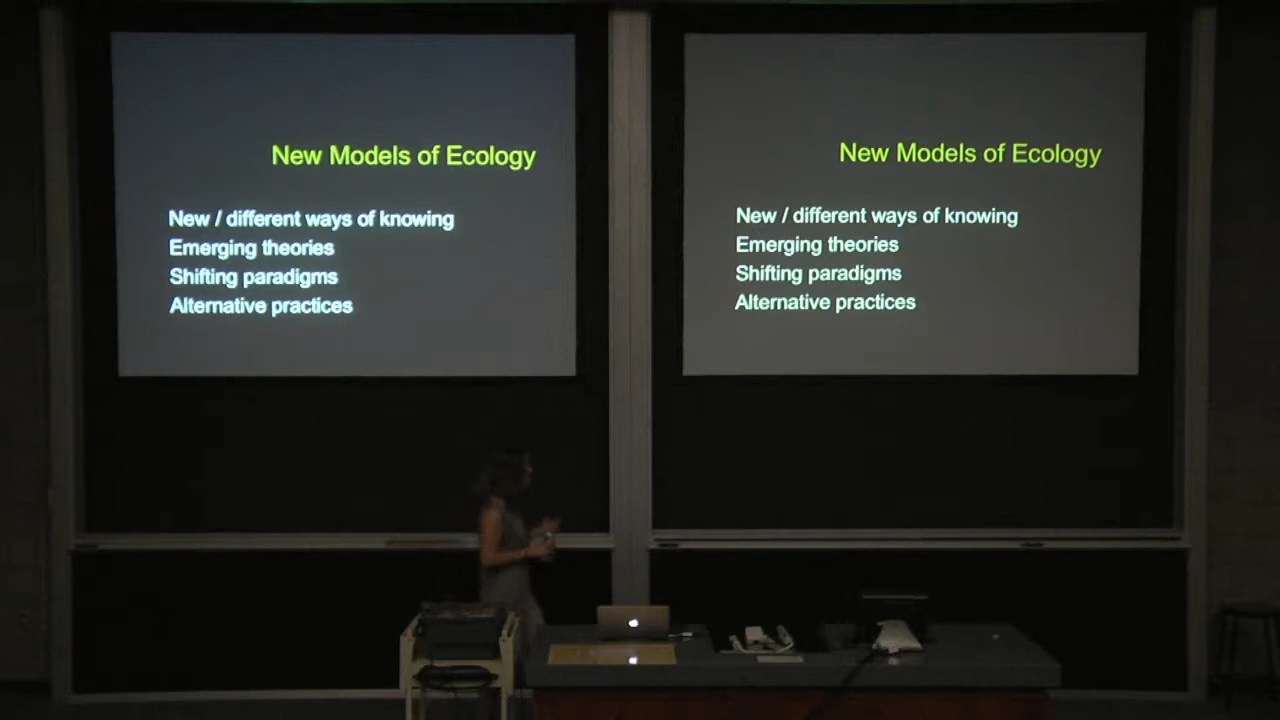 New Models of Ecology
New / different ways of knowing
Emerging theories
Shifting paradigms
Alternative practices
New Models of Ecology
New / different ways of knowing
Emerging theories
Shifting paradigms
Alternative practices